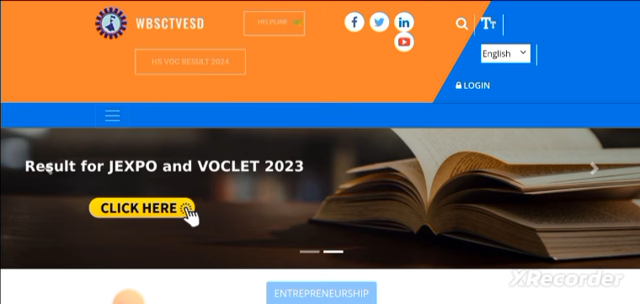 WBSCTVESD
HELPLINE
HS VOC RESULT 2024
English
LOGIN
Result for JEXPO and VOCLET 2023
CLICK HERE
ENTREPRENEURSHIP
XRecorder